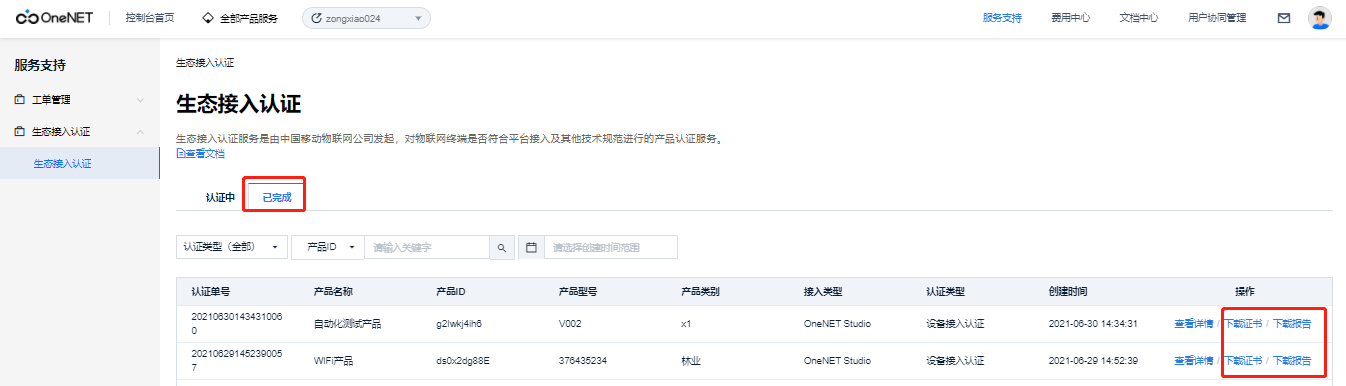 OneNET 控制台首页 全部产品服务 zongxiao024 服务支持 费用中心 文档中心 用户协同管理
服务支持
工单管理
生态接入认证
生态接入认证
生态接入认证
生态接入认证
生态接入认证服务是由中国移动物联网公司发起，对物联网终端是否符合平台接入及其他技术规范进行的产品认证服务。
查看文档
认证中 已完成
认证类型（全部） 产品ID 请输入关键字 请选择创建时间范围
认证单号 产品名称 产品ID 产品型号 产品类别 接入类型 认证类型 创建时间 操作
20210630143431006
0 自动化测试产品 g2Iwkj4ih6 V002 x1 OneNET Studio 设备接入认证 2021-06-30 14:34:31 查看详情 / 下载证书 / 下载报告
20210629145239005
7 WIFI产品 ds0x2dg88E 376435234 林业 OneNET Studio 设备接入认证 2021-06-29 14:52:39 查看详情 / 下载证书 / 下载报告